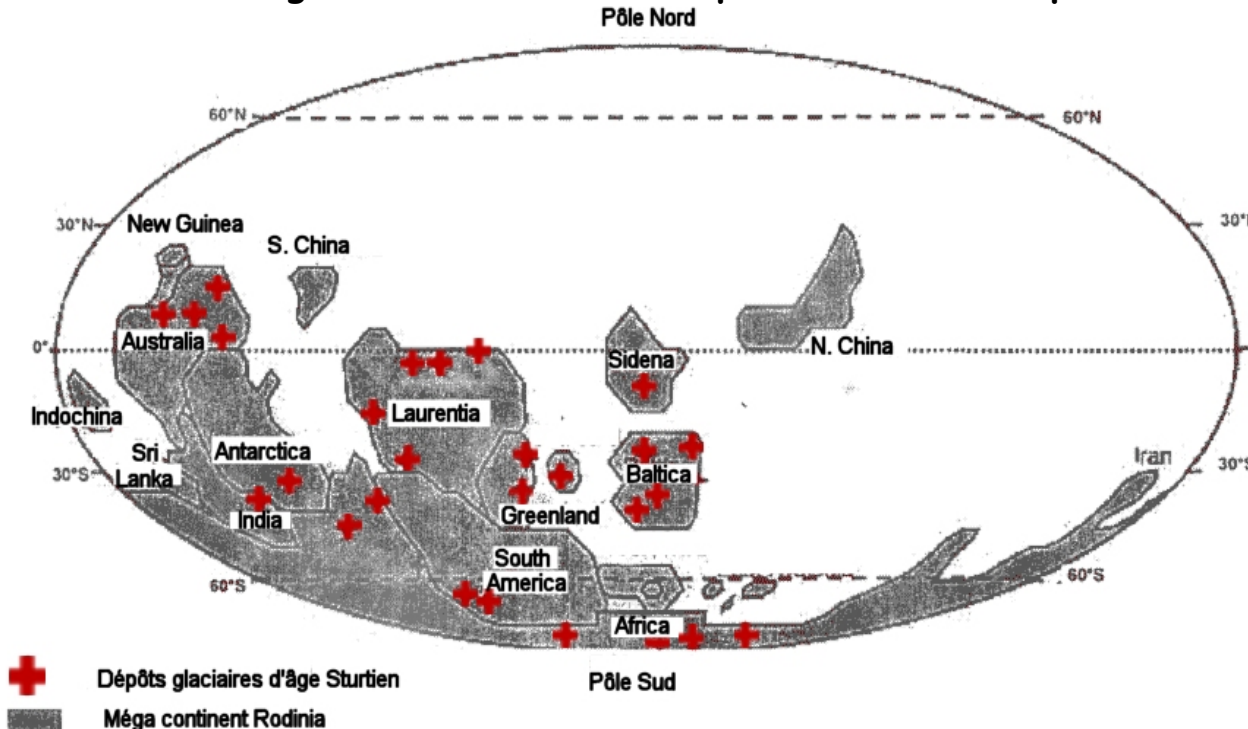 Pôle Nord
60°N
60°N
30°N
New Guinea
S. China
Australia
0°
Sidena
N. China
Indochina
Laurentia
Sri
Lanka
Antarctica
Baltica
Iran
30°S
30°S
India
Greenland
South
America
60°S
60°S
Africa
Pôle Sud
Dépôts glaciaires d'âge Sturtien
Méga continent Rodinia